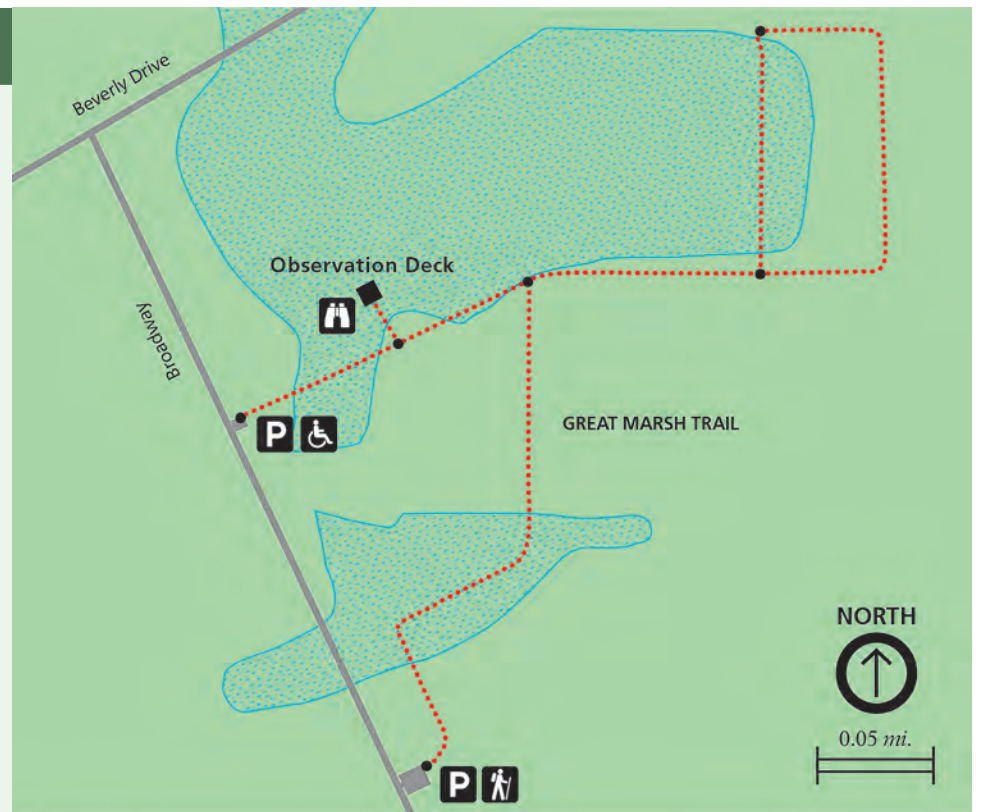 Beverly Drive
Observation Deck
Broadway
P
GREAT MARSH TRAIL
NORTH
0.05 mi.
P